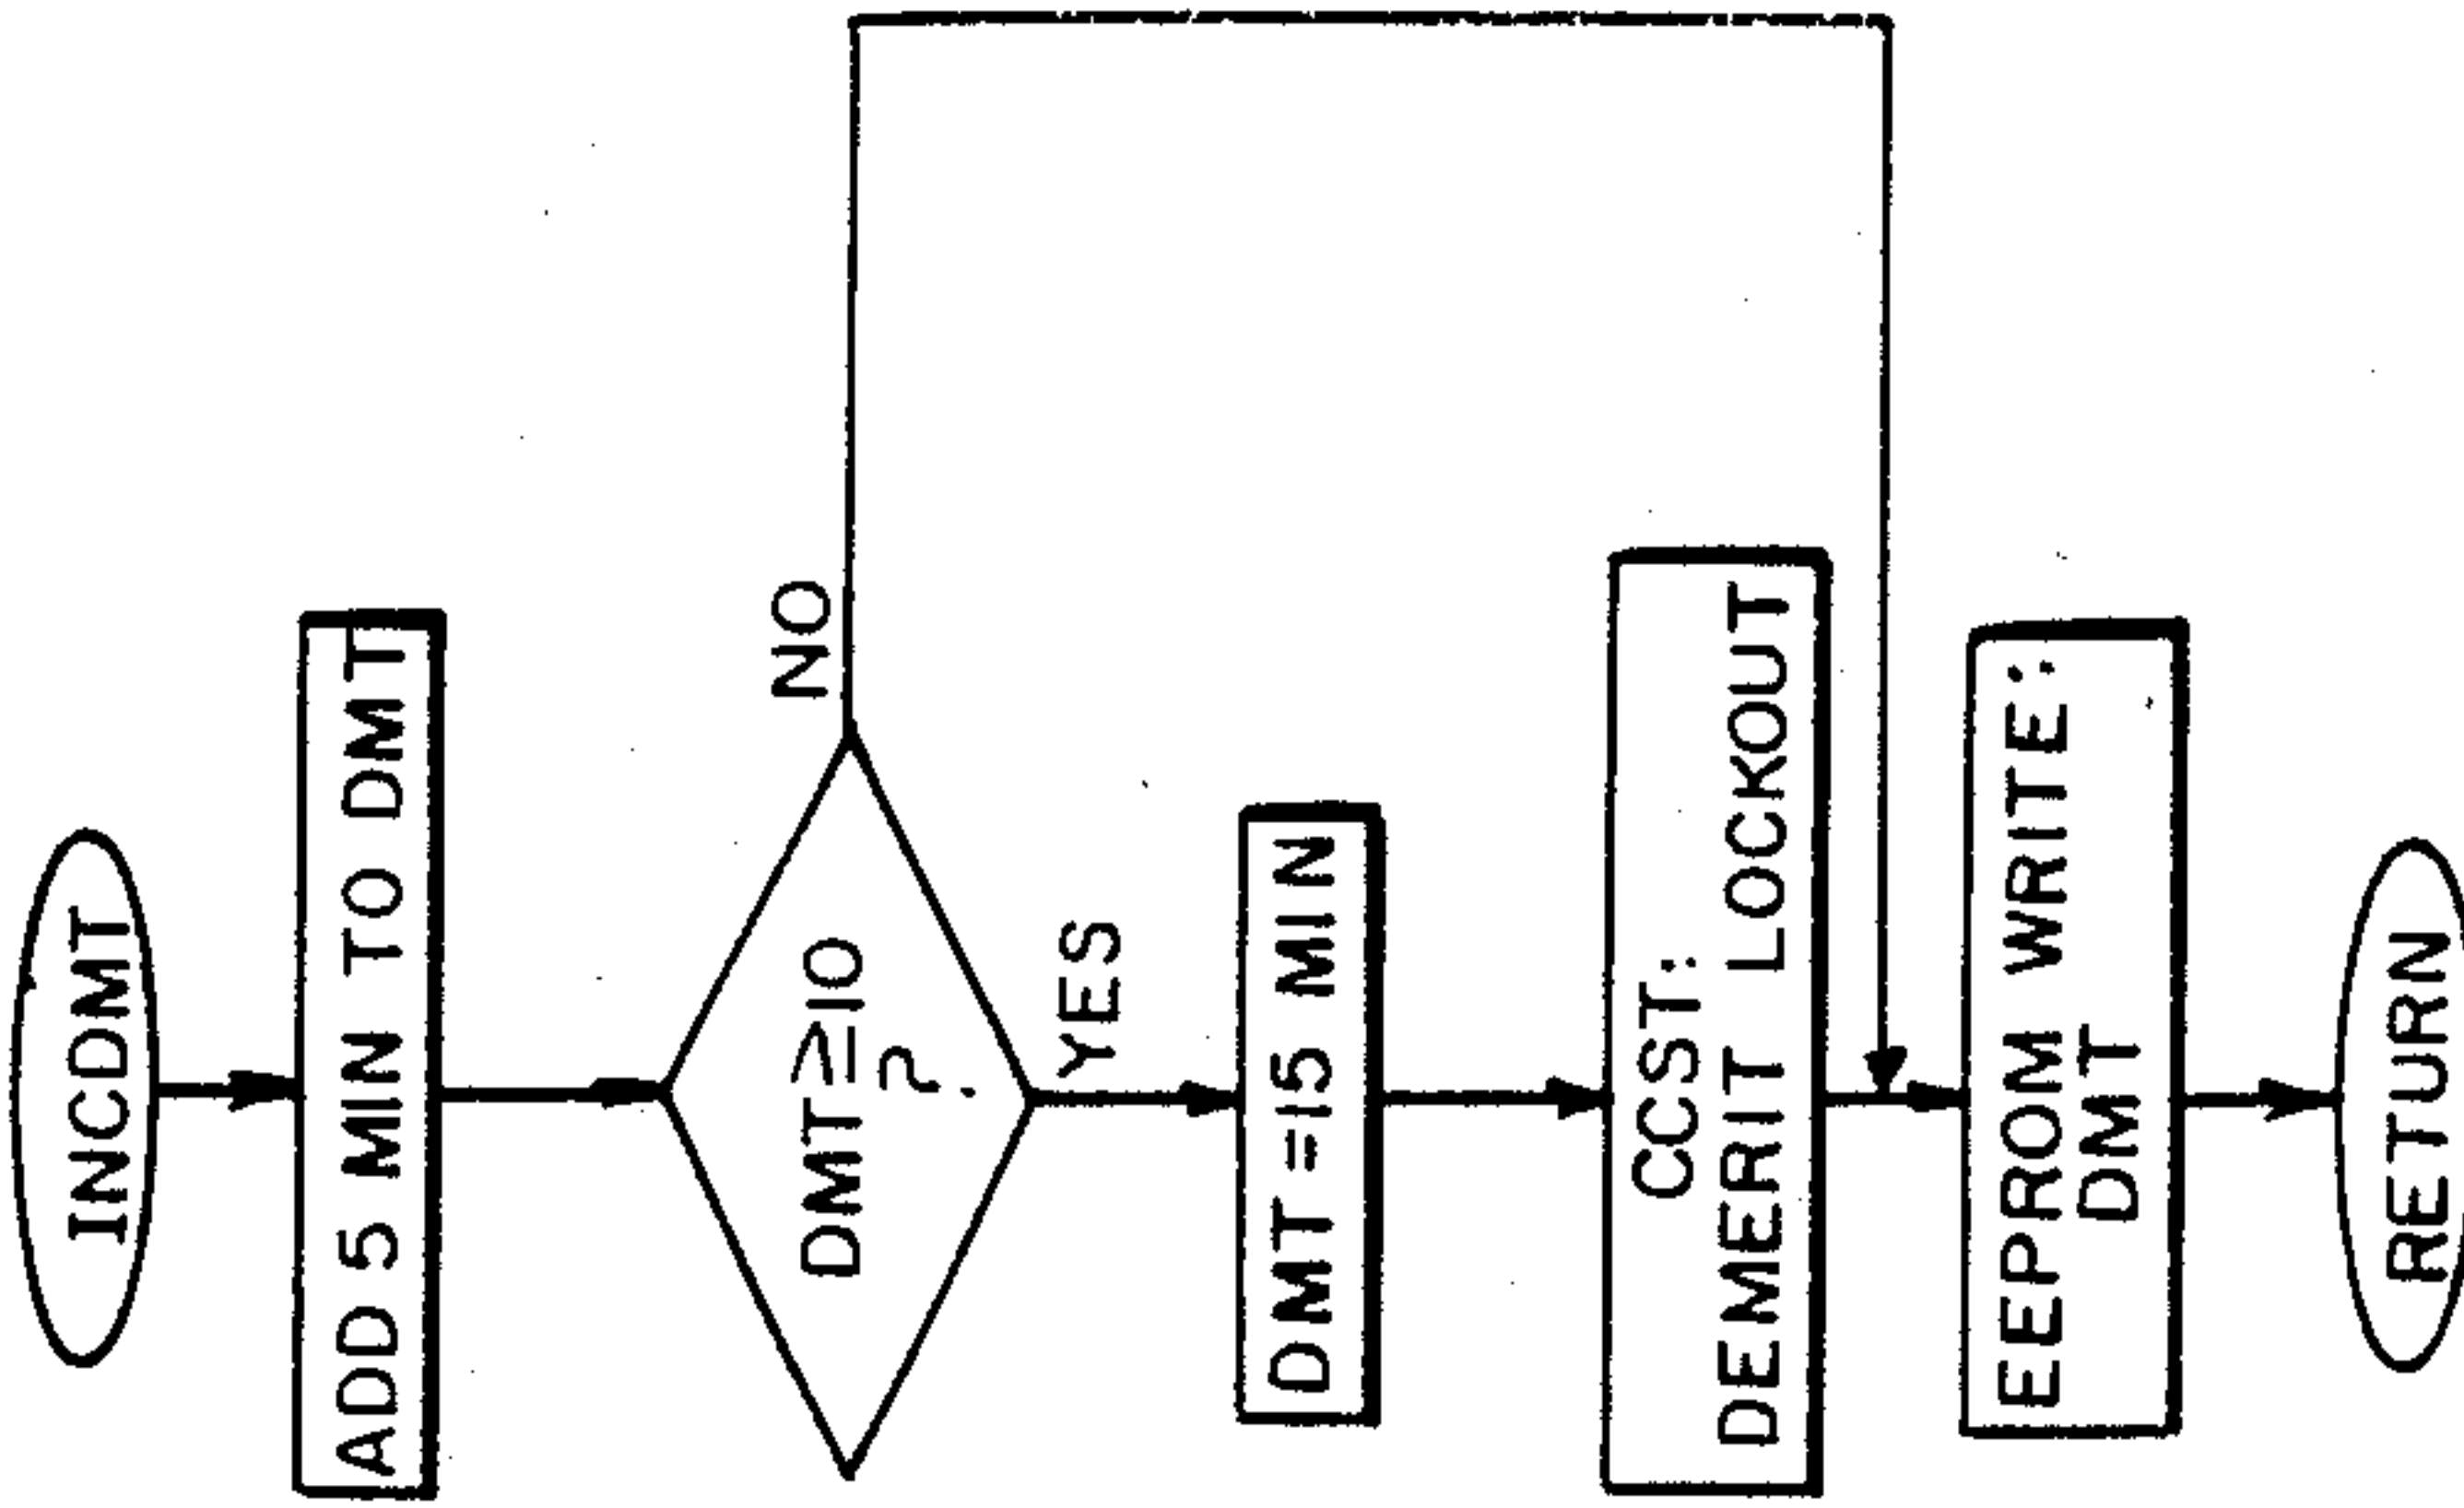 INCDMT
ADD 5 MIN TO DMT
DMT ≥10
?
NO
YES
DMT =15 MIN
CCST:
DEMERIT LOCKOUT
EEPROM WRITE:
DMT
RETURN